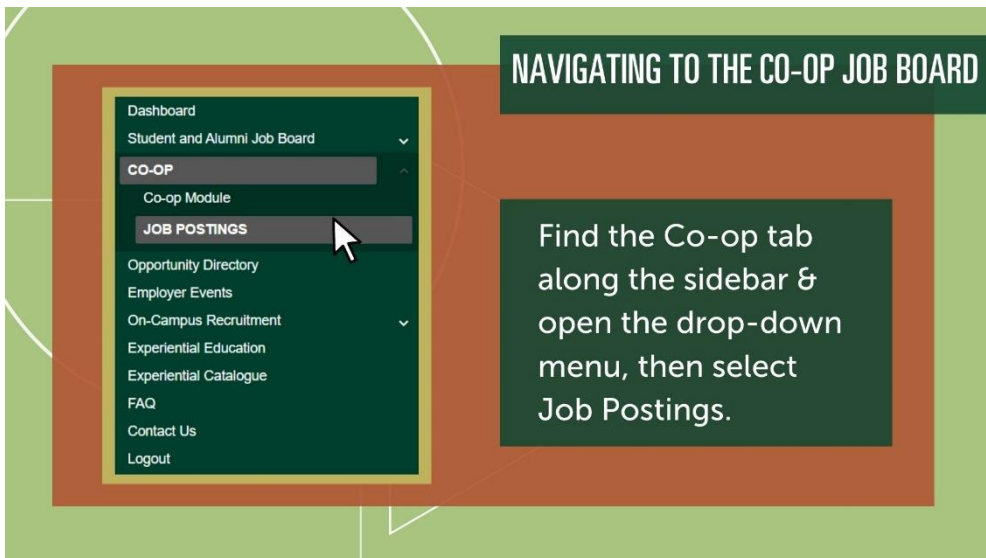 NAVIGATING TO THE CO-OP JOB BOARD
Dashboard
Student and Alumni Job Board
CO-OP
Co-op Module
JOB POSTINGS
Opportunity Directory
Employer Events
On-Campus Recruitment
Experiential Education
Experiential Catalogue
FAQ
Contact Us
Logout
Find the Co-op tab
along the sidebar &
open the drop-down
menu, then select
Job Postings.